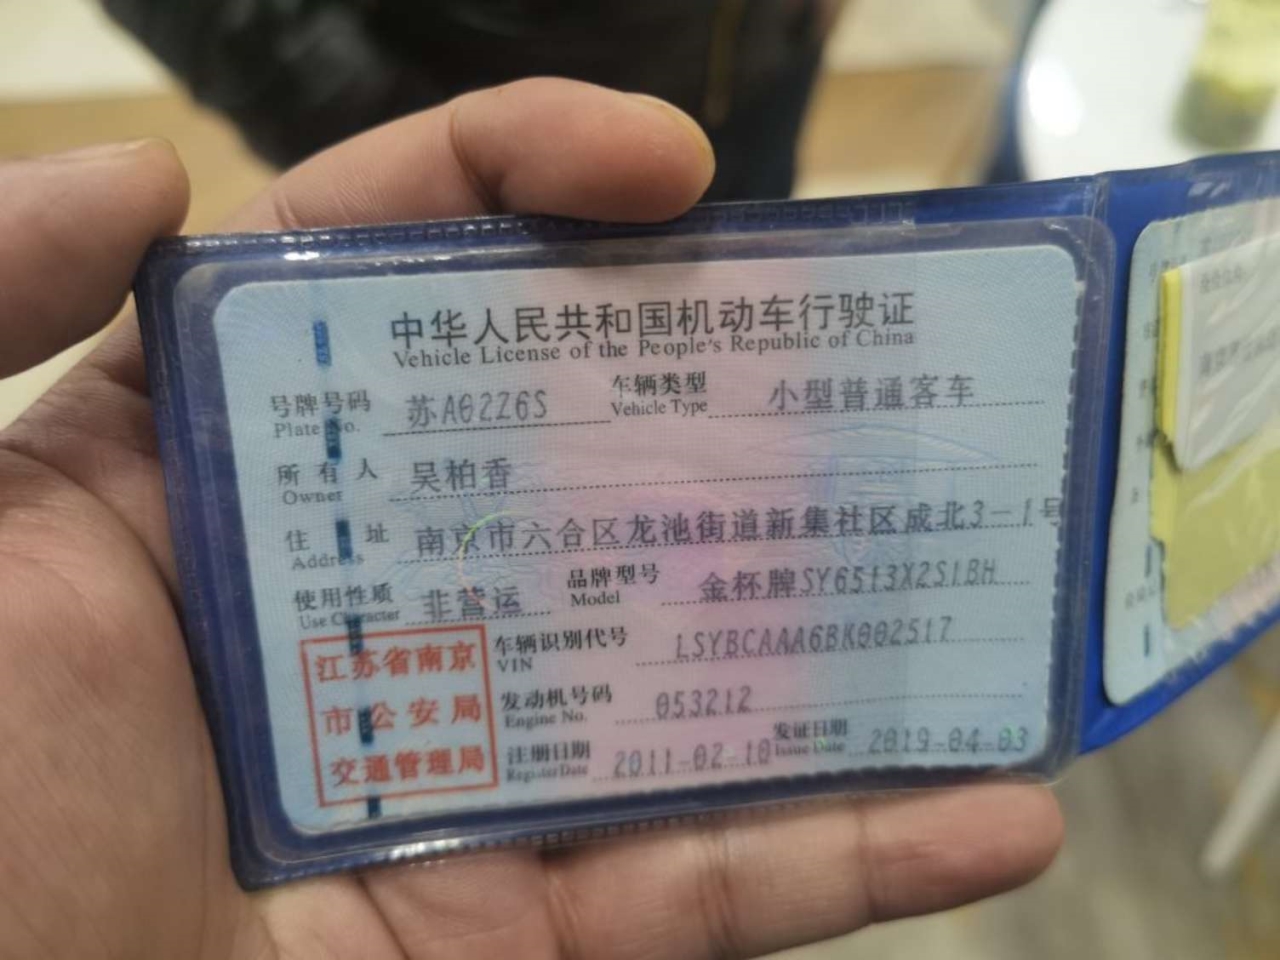 中华人民共和国机动车行驶证
Vehicle License of the People's Republic of China
号牌号码 苏A0226S 车辆类型 小型普通客车
Plate No. Vehicle Type
所有人 吴柏香
Owner
住址 南京市六合区龙池街道新集社区成北3－1号
Address
使用性质 非营运 品牌型号 金杯牌SY6513X2S1BH
Use Character Model
江苏省南京
市公安局
交通管理局
车辆识别代号 LSYBCAAA6BK002517
VIN
发动机号码 053212
Engine No.
注册日期 2011-02-10 发证日期 2019-04-03
Register Date Issue Date